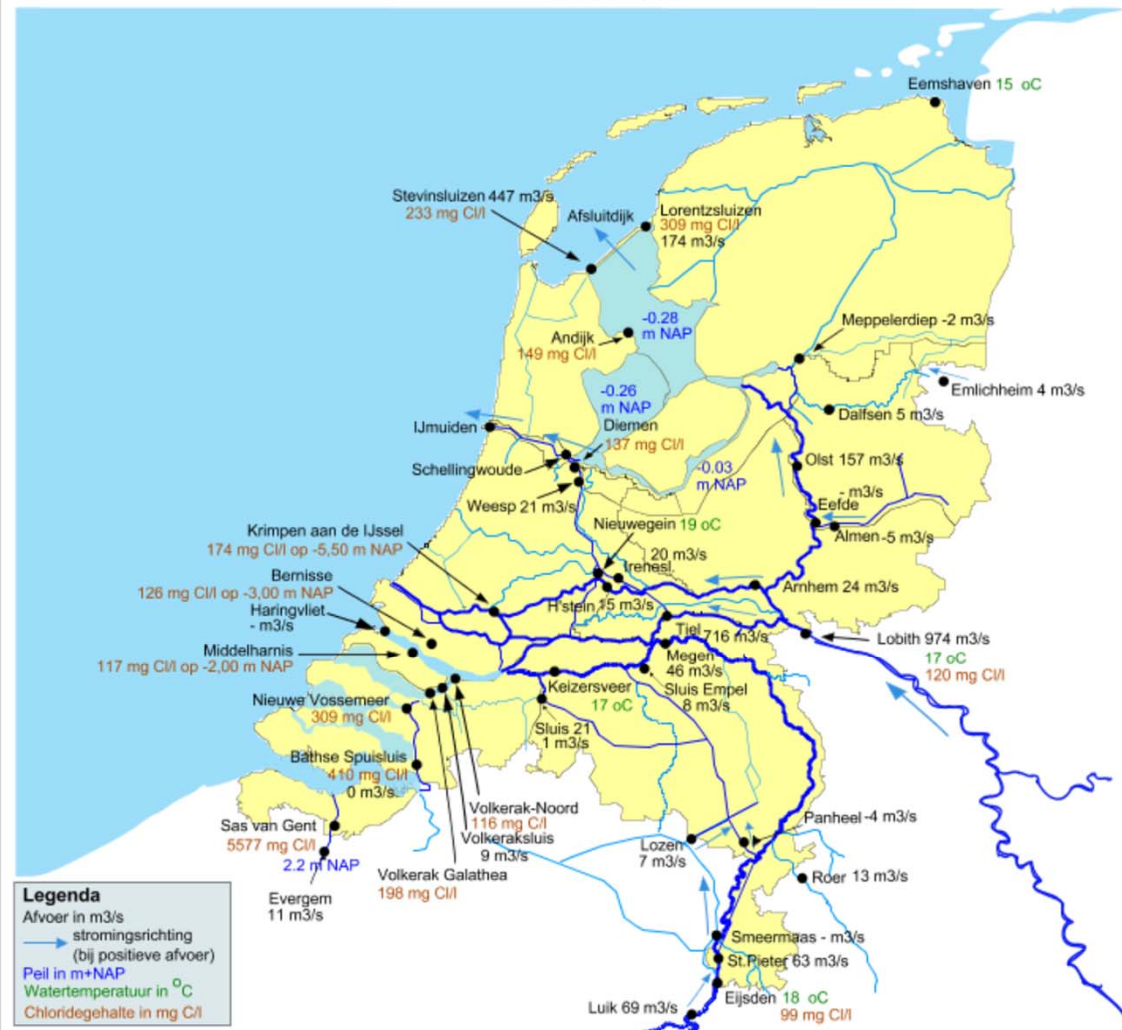 Eemshaven 15 oC
Stevinsluizen 447 m3/s
233 mg Cl/l
Afsluitdijk
Lorentzsluizen
309 mg Cl/l
174 m3/s
-0.28
m NAP
Andijk
149 mg Cl/l
Meppelerdiep -2 m3/s
Emlichheim 4 m3/s
-0.26
m NAP
Dalfsen 5 m3/s
IJmuiden
Diemen
137 mg Cl/l
Schellingwoude
-0.03
m NAP
Olst 157 m3/s
Weesp 21 m3/s
- m3/s
Eefde
Almen -5 m3/s
Krimpen aan de IJssel
174 mg Cl/l op -5,50 m NAP
Nieuwegein 19 oC
20 m3/s
Irenesl.
Bernisse
126 mg Cl/l op -3,00 m NAP
Arnhem 24 m3/s
H'stein 15 m3/s
Haringvliet
- m3/s
Tiel 716 m3/s
Lobith 974 m3/s
17 oC
120 mg Cl/l
Middelharnis
117 mg Cl/l op -2,00 m NAP
Megen
46 m3/s
Keizersveer
17 oC
Sluis Empel
8 m3/s
Nieuwe Vossemeer
309 mg Cl/l
Sluis 21
1 m3/s
Bathse Spuisluis
410 mg Cl/l
0 m3/s
Volkerak-Noord
116 mg C/l
Volkeraksluis
9 m3/s
Panheel -4 m3/s
Sas van Gent
5577 mg Cl/l
2.2 m NAP
Lozen
7 m3/s
Volkerak Galathea
198 mg Cl/l
Roer 13 m3/s
Evergem
11 m3/s
Smeermaas - m3/s
St.Pieter 63 m3/s
Eijsden 18 oC
99 mg Cl/l
Luik 69 m3/s
Legenda
Afvoer in m3/s
stromingsrichting
(bij positieve afvoer)
Peil in m+NAP
Watertemperatuur in oC
Chloridegehalte in mg C/l